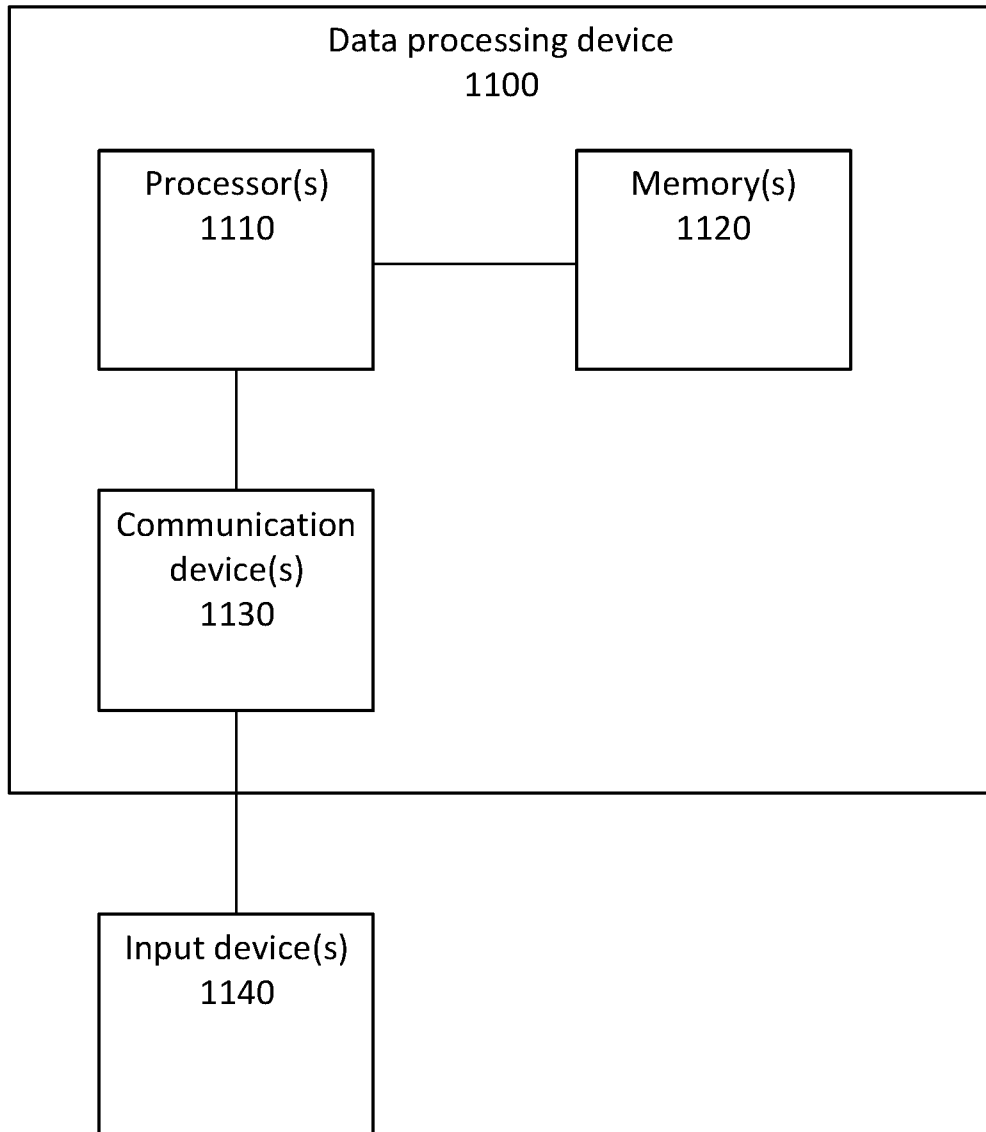 Data processing device
1100
Processor(s)
1110
Memory(s)
1120
Communication
device(s)
1130
Input device(s)
1140